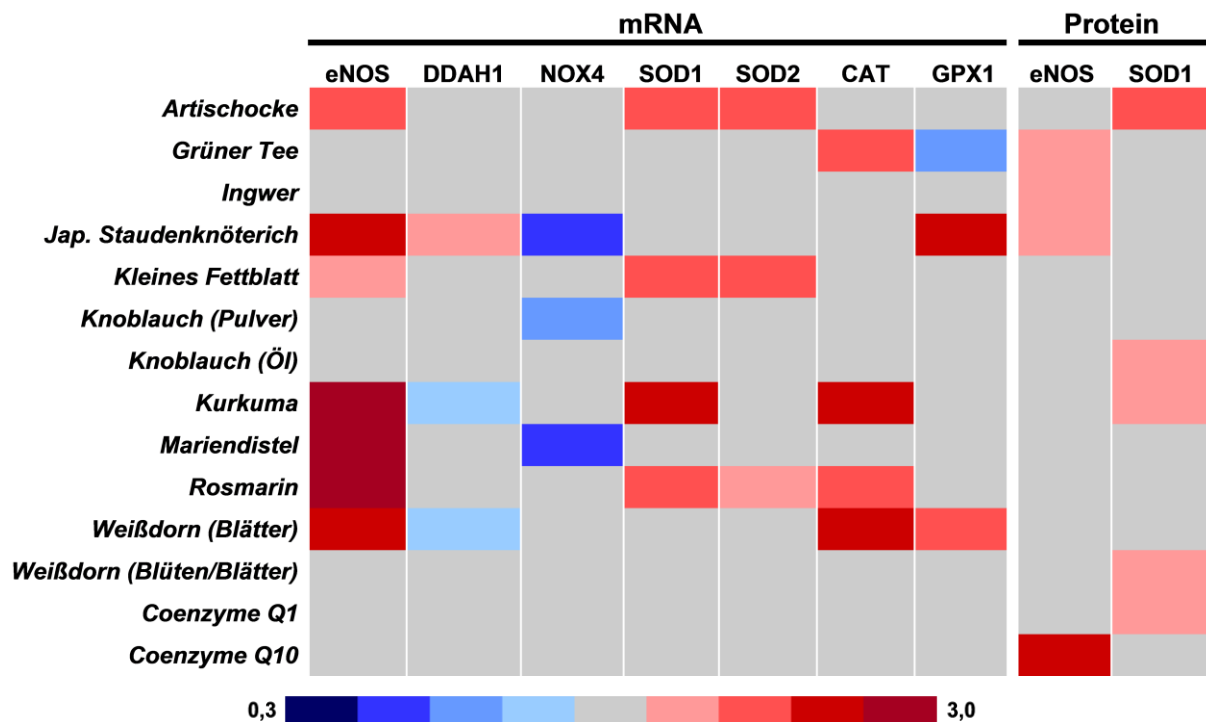 mRNA Protein
eNOS DDAH1 NOX4 SOD1 SOD2 CAT GPX1 eNOS SOD1
Artischocke
Grüner Tee
Ingwer
Jap. Staudenknöterich
Kleines Fettblatt
Knoblauch (Pulver)
Knoblauch (Öl)
Kurkuma
Mariendistel
Rosmarin
Weißdorn (Blätter)
Weißdorn (Blüten/Blätter)
Coenzyme Q1
Coenzyme Q10
0,3 3,0